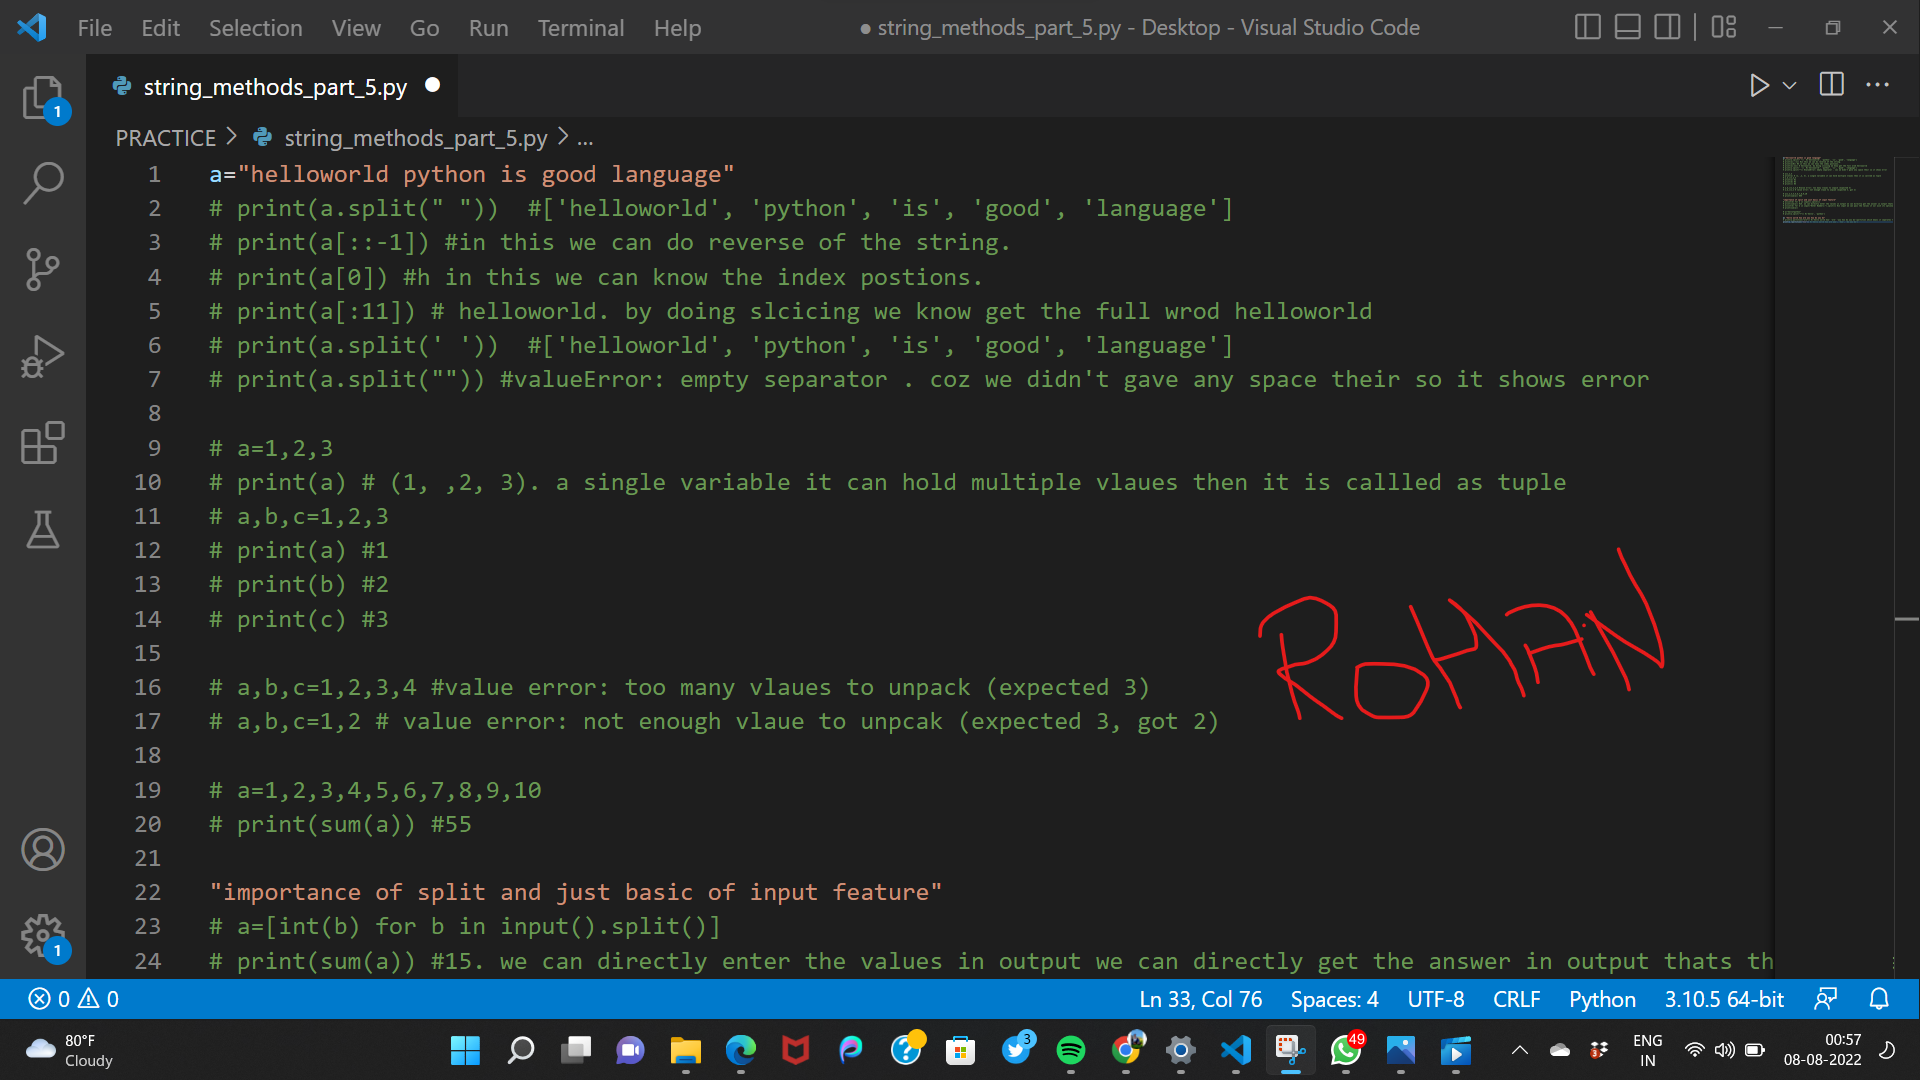 File Edit Selection View Go Run Terminal Help ● string_methods_part_5.py - Desktop - Visual Studio Code
string_methods_part_5.py ●
PRACTICE > string_methods_part_5.py > ...
1 a="helloworld python is good language"
2 # print(a.split(" "))  #['helloworld', 'python', 'is', 'good', 'language']
3 # print(a[::-1]) #in this we can do reverse of the string.
4 # print(a[0]) #h in this we can know the index postions.
5 # print(a[:11]) # helloworld. by doing slcicing we know get the full wrod helloworld
6 # print(a.split(' '))  #['helloworld', 'python', 'is', 'good', 'language']
7 # print(a.split("")) #valueError: empty separator . coz we didn't gave any space their so it shows error
8
9 # a=1,2,3
10 # print(a) # (1, ,2, 3). a single variable it can hold multiple vlaues then it is callled as tuple
11 # a,b,c=1,2,3
12 # print(a) #1
13 # print(b) #2
14 # print(c) #3
15
16 # a,b,c=1,2,3,4 #value error: too many vlaues to unpack (expected 3)
17 # a,b,c=1,2 # value error: not enough vlaue to unpcak (expected 3, got 2)
18
19 # a=1,2,3,4,5,6,7,8,9,10
20 # print(sum(a)) #55
21
22 "importance of split and just basic of input feature"
23 # a=[int(b) for b in input().split()]
24 # print(sum(a)) #15. we can directly enter the values in output we can directly get the answer in output thats th
ROHAN
1
1
0 0 Ln 33, Col 76 Spaces: 4 UTF-8 CRLF Python 3.10.5 64-bit
80°F
Cloudy
3
49
3
ENG
IN
00:57
08-08-2022